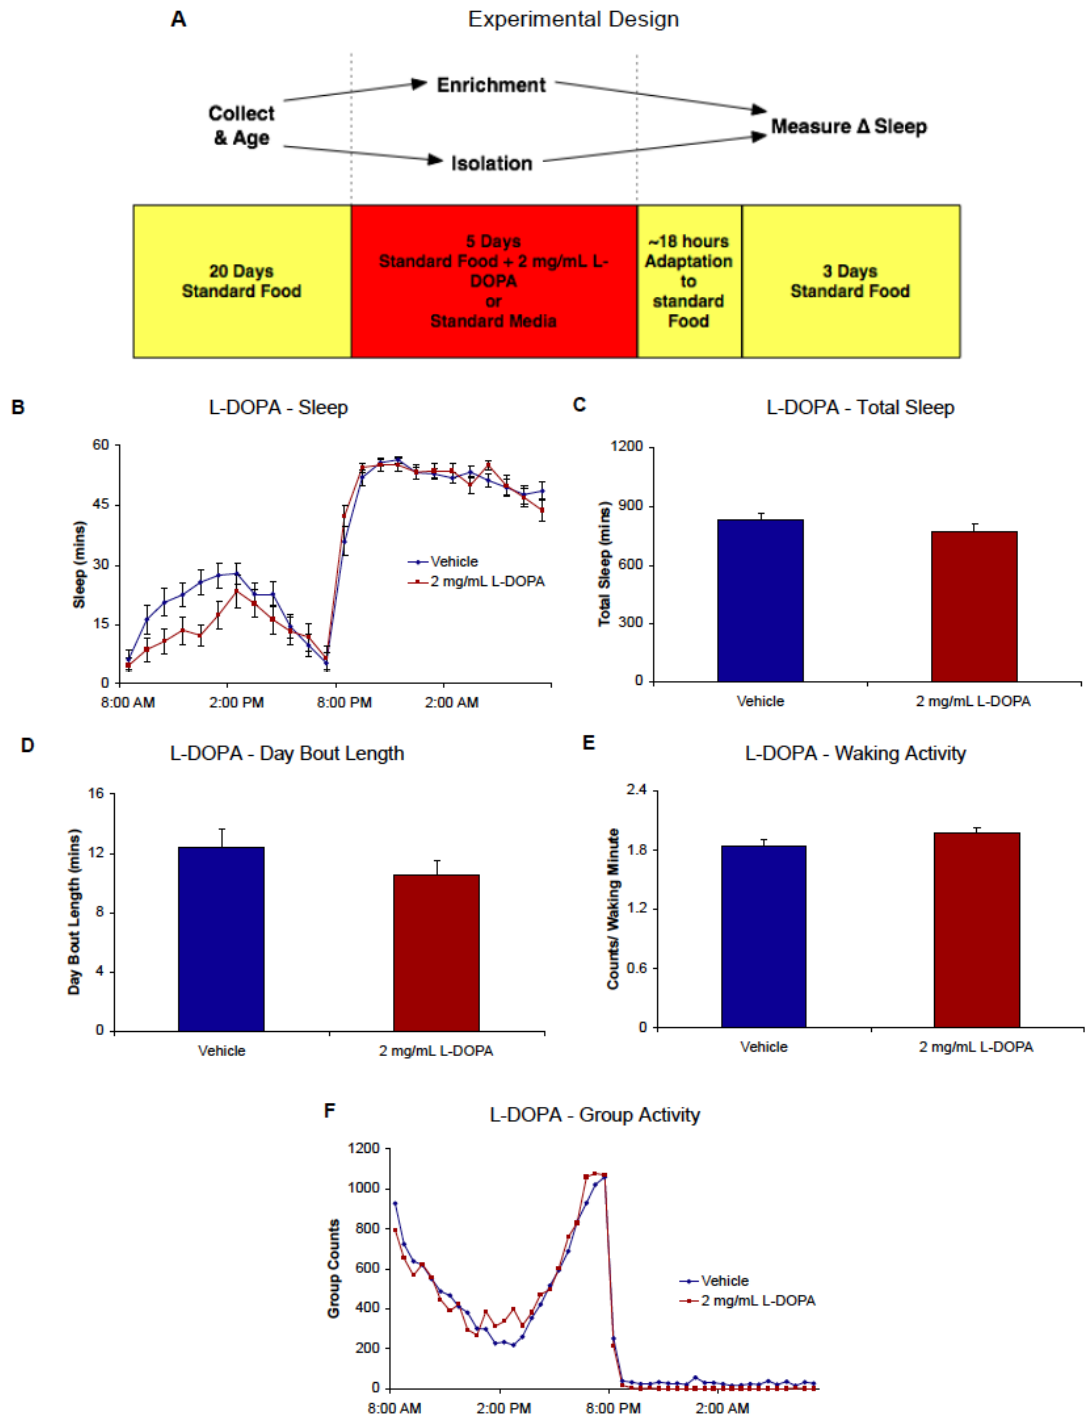 A
Experimental Design
Enrichment
Collect
& Age
Measure Δ Sleep
Isolation
20 Days
Standard Food
5 Days
Standard Food + 2 mg/mL L-
DOPA
or
Standard Media
~18 hours
Adaptation
to
standard
Food
3 Days
Standard Food
B
L-DOPA - Sleep
60
45
30
15
0
Sleep (mins)
Vehicle
2 mg/mL L-DOPA
8:00 AM 2:00 PM 8:00 PM 2:00 AM
C
L-DOPA - Total Sleep
1200
900
600
300
0
Total Sleep (mins)
Vehicle 2 mg/mL L-DOPA
D
L-DOPA - Day Bout Length
16
12
8
4
0
Day Bout Length (mins)
Vehicle 2 mg/mL L-DOPA
E
L-DOPA - Waking Activity
2.4
1.8
1.2
0.6
0
Counts/ Waking Minute
Vehicle 2 mg/mL L-DOPA
F
L-DOPA - Group Activity
1200
1000
800
600
400
200
0
Group Counts
Vehicle
2 mg/mL L-DOPA
8:00 AM 2:00 PM 8:00 PM 2:00 AM